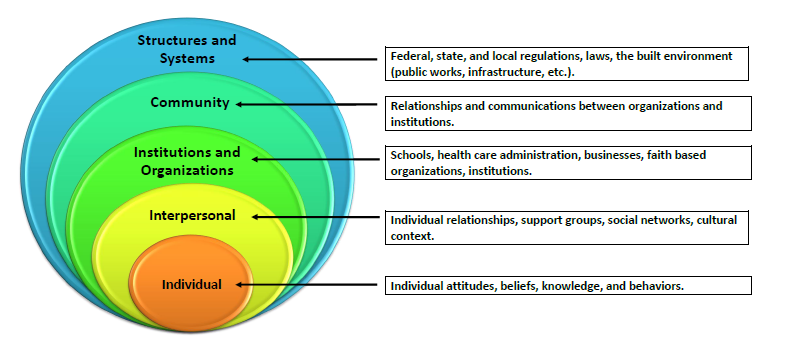 Structures and
Systems
Federal, state, and local regulations, laws, the built environment
(public works, infrastructure, etc.).
Community
Relationships and communications between organizations and
institutions.
Institutions and
Organizations
Schools, health care administration, businesses, faith based
organizations, institutions.
Interpersonal
Individual relationships, support groups, social networks, cultural
context.
Individual
Individual attitudes, beliefs, knowledge, and behaviors.